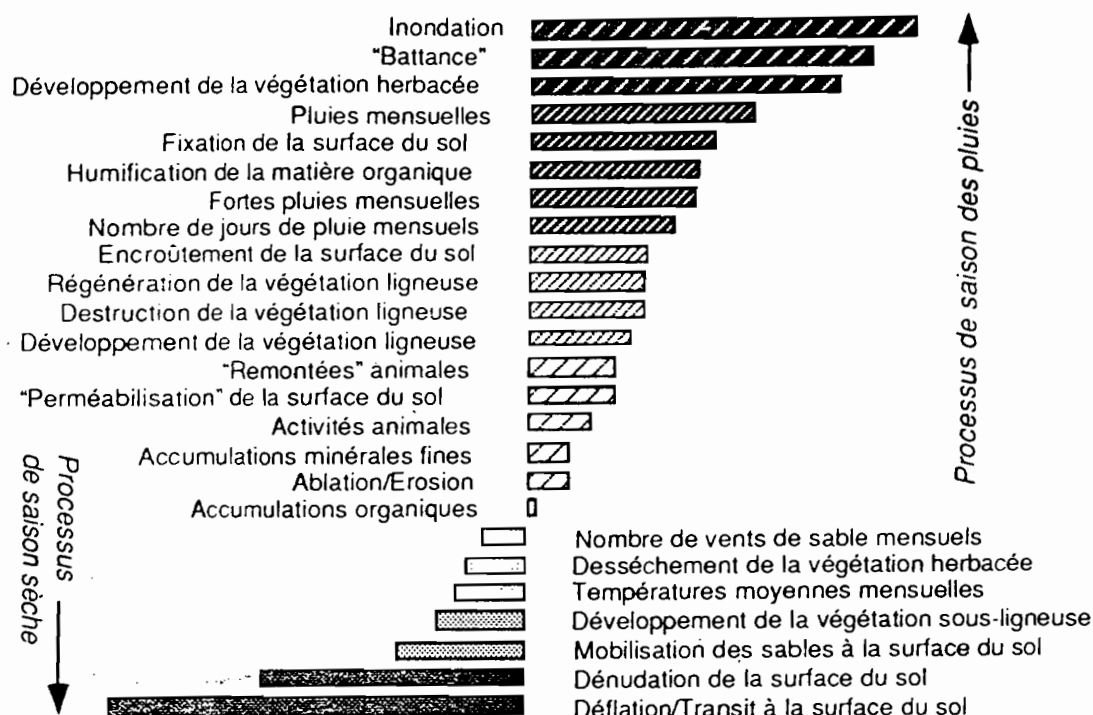 Inondation
"Battance"
Développement de la végétation herbacée
Pluies mensuelles
Fixation de la surface du sol
Humification de la matière organique
Fortes pluies mensuelles
Nombre de jours de pluie mensuels
Encroûtement de la surface du sol
Régénération de la végétation ligneuse
Destruction de la végétation ligneuse
Développement de la végétation ligneuse
"Remontées" animales
"Perméabilisation" de la surface du sol
Activités animales
Accumulations minérales fines
Ablation/Erosion
Accumulations organiques
Processus de saison des pluies
Processus
de saison sèche
Nombre de vents de sable mensuels
Desséchement de la végétation herbacée
Températures moyennes mensuelles
Développement de la végétation sous-ligneuse
Mobilisation des sables à la surface du sol
Dénudation de la surface du sol
Déflation/Transit à la surface du sol